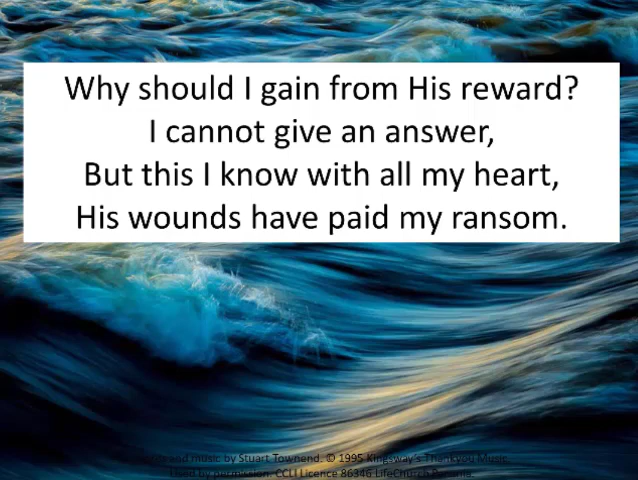 Why should I gain from His reward?
I cannot give an answer,
But this I know with all my heart,
His wounds have paid my ransom.
and music by Stuart Townend. © 1995 Kingsway's Thankyou Music.
Used by permission. CCLI Licence 86346 LifeChurch